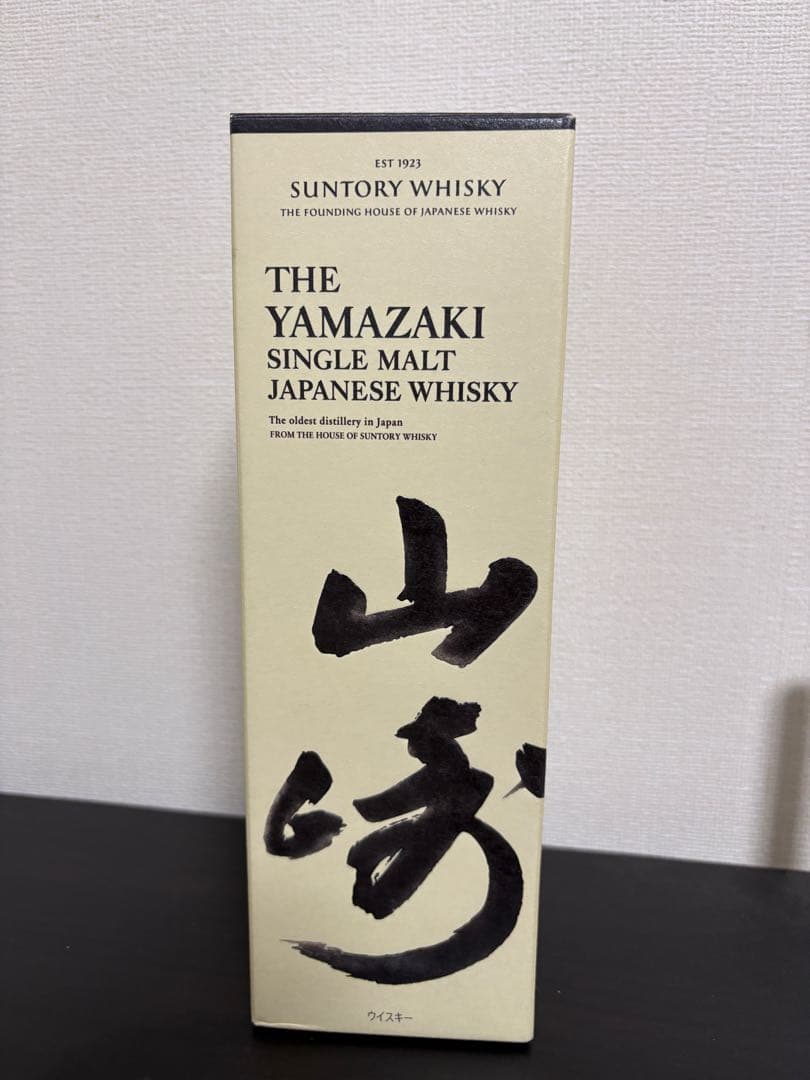 EST 1923
SUNTORY WHISKY
THE FOUNDING HOUSE OF JAPANESE WHISKY
THE
YAMAZAKI
SINGLE MALT
JAPANESE WHISKY
The oldest distillery in Japan
FROM THE HOUSE OF SUNTORY WHISKY
山
崎
ウイスキー